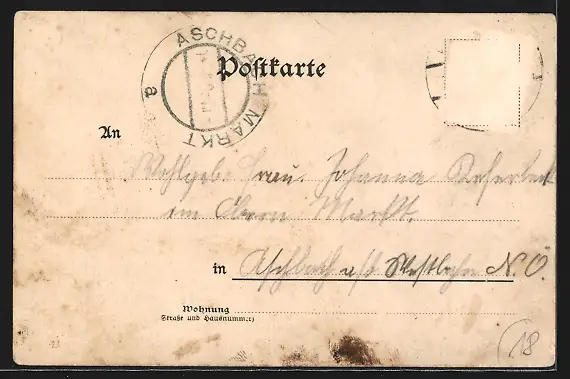 ASCHBACH MARKT
a
Postkarte
An
Wohlgeb. Frau. Johanna
im Obern Markt.
in Aschbach a/d Westbahn N.Ö.
Wohnung
Straße und Hausnummer)
18